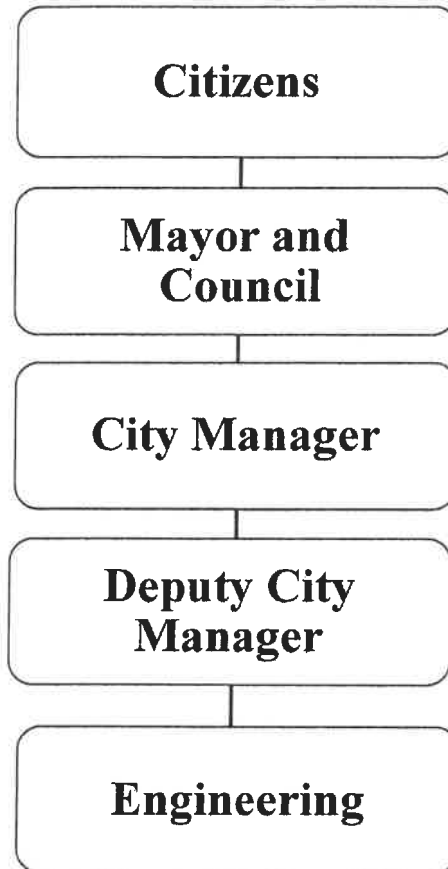 Citizens
Mayor and
Council
City Manager
Deputy City
Manager
Engineering